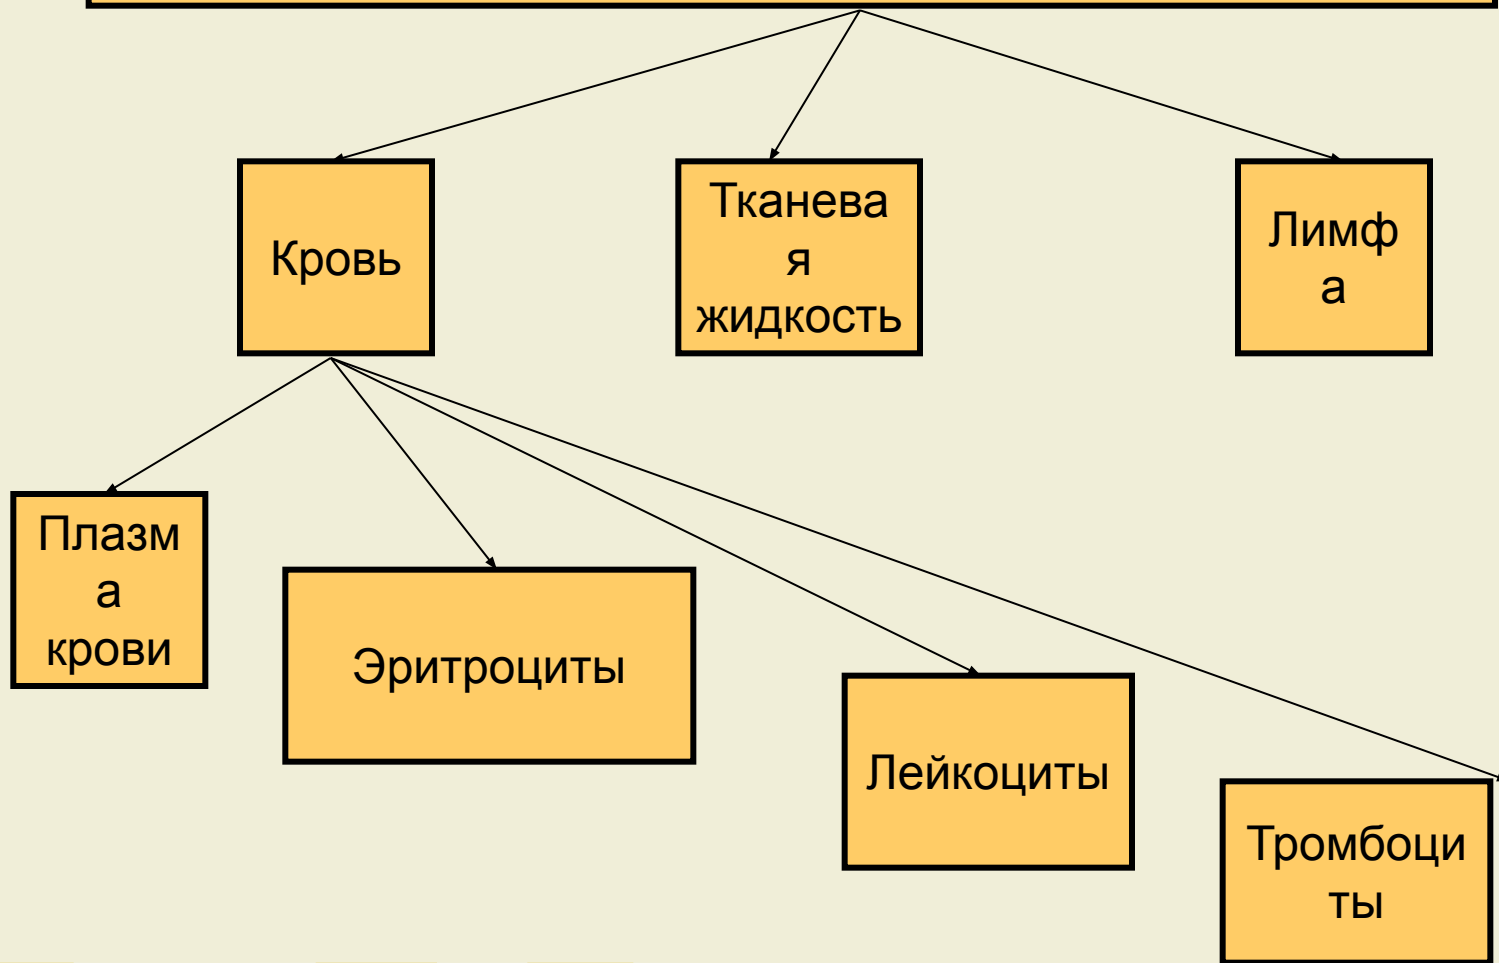 Кровь
Тканева
я
жидкость
Лимф
а
Плазм
а
крови
Эритроциты
Лейкоциты
Тромбоци
ты